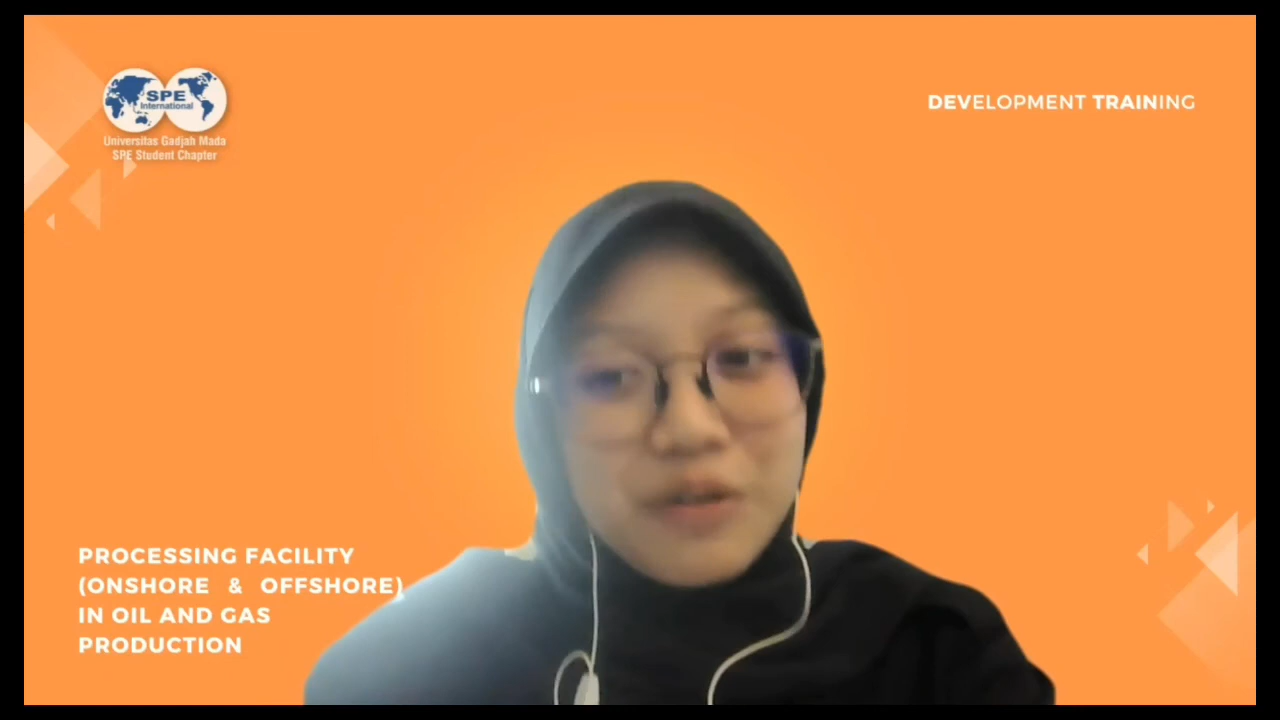 SPE
International
Universitas Gadjah Mada
SPE Student Chapter
DEVELOPMENT TRAINING
PROCESSING FACILITY
(ONSHORE & OFFSHORE)
IN OIL AND GAS
PRODUCTION